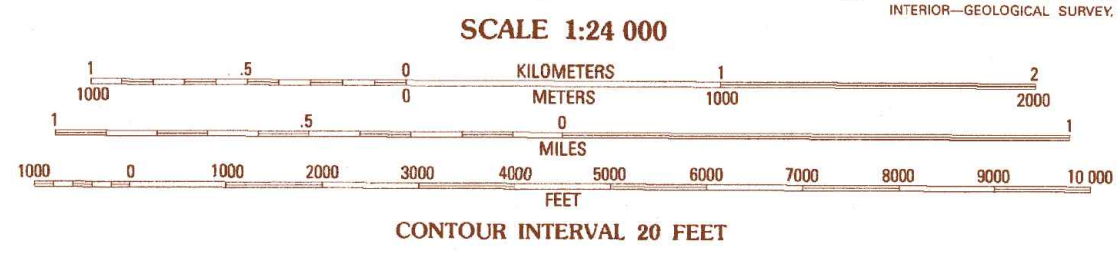 INTERIOR—GEOLOGICAL SURVEY,
SCALE 1:24 000
1 .5 0 KILOMETERS 1 2
1000 0 METERS 1000 2000
1 .5 0 1
MILES
1000 0 1000 2000 3000 4000 5000 6000 7000 8000 9000 10 000
FEET
CONTOUR INTERVAL 20 FEET